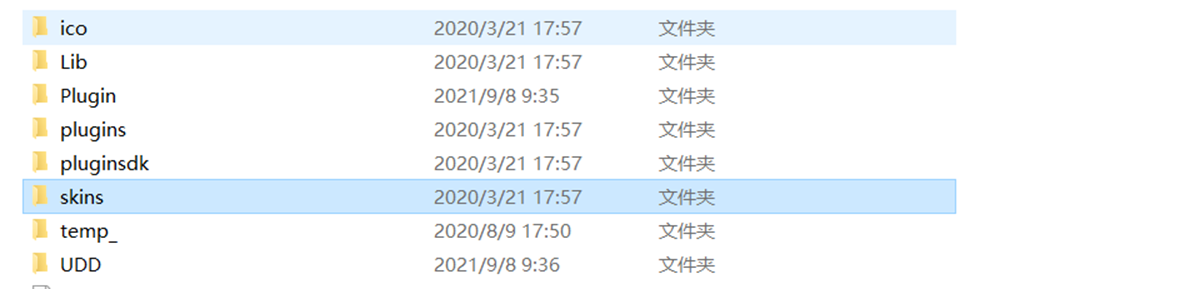 ico 2020/3/21 17:57 文件夹
Lib 2020/3/21 17:57 文件夹
Plugin 2021/9/8 9:35 文件夹
plugins 2020/3/21 17:57 文件夹
pluginsdk 2020/3/21 17:57 文件夹
skins 2020/3/21 17:57 文件夹
temp_ 2020/8/9 17:50 文件夹
UDD 2021/9/8 9:36 文件夹